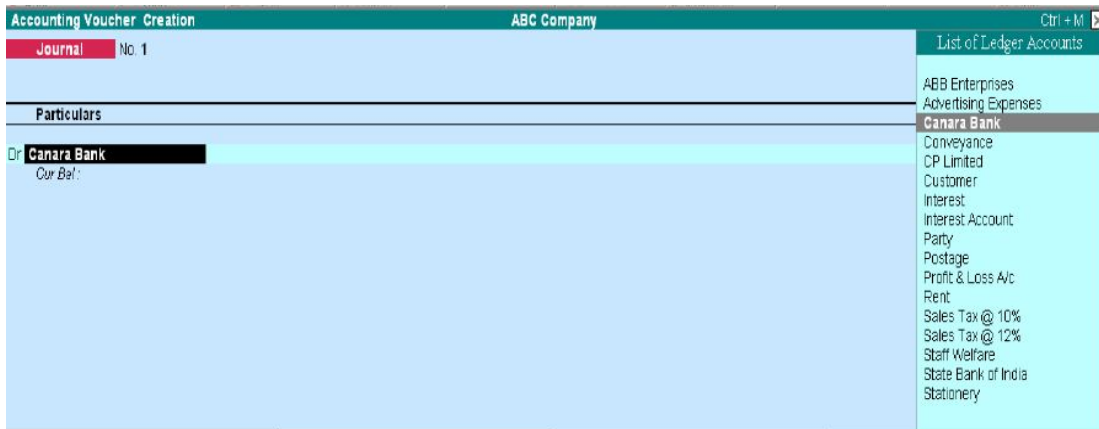 Accounting Voucher Creation ABC Company Ctrl + M
Journal No. 1
Particulars
Dr Canara Bank
Cur Bal :
List of Ledger Accounts
ABB Enterprises
Advertising Expenses
Canara Bank
Conveyance
CP Limited
Customer
Interest
Interest Account
Party
Postage
Profit & Loss A/c
Rent
Sales Tax @ 10%
Sales Tax @ 12%
Staff Welfare
State Bank of India
Stationery